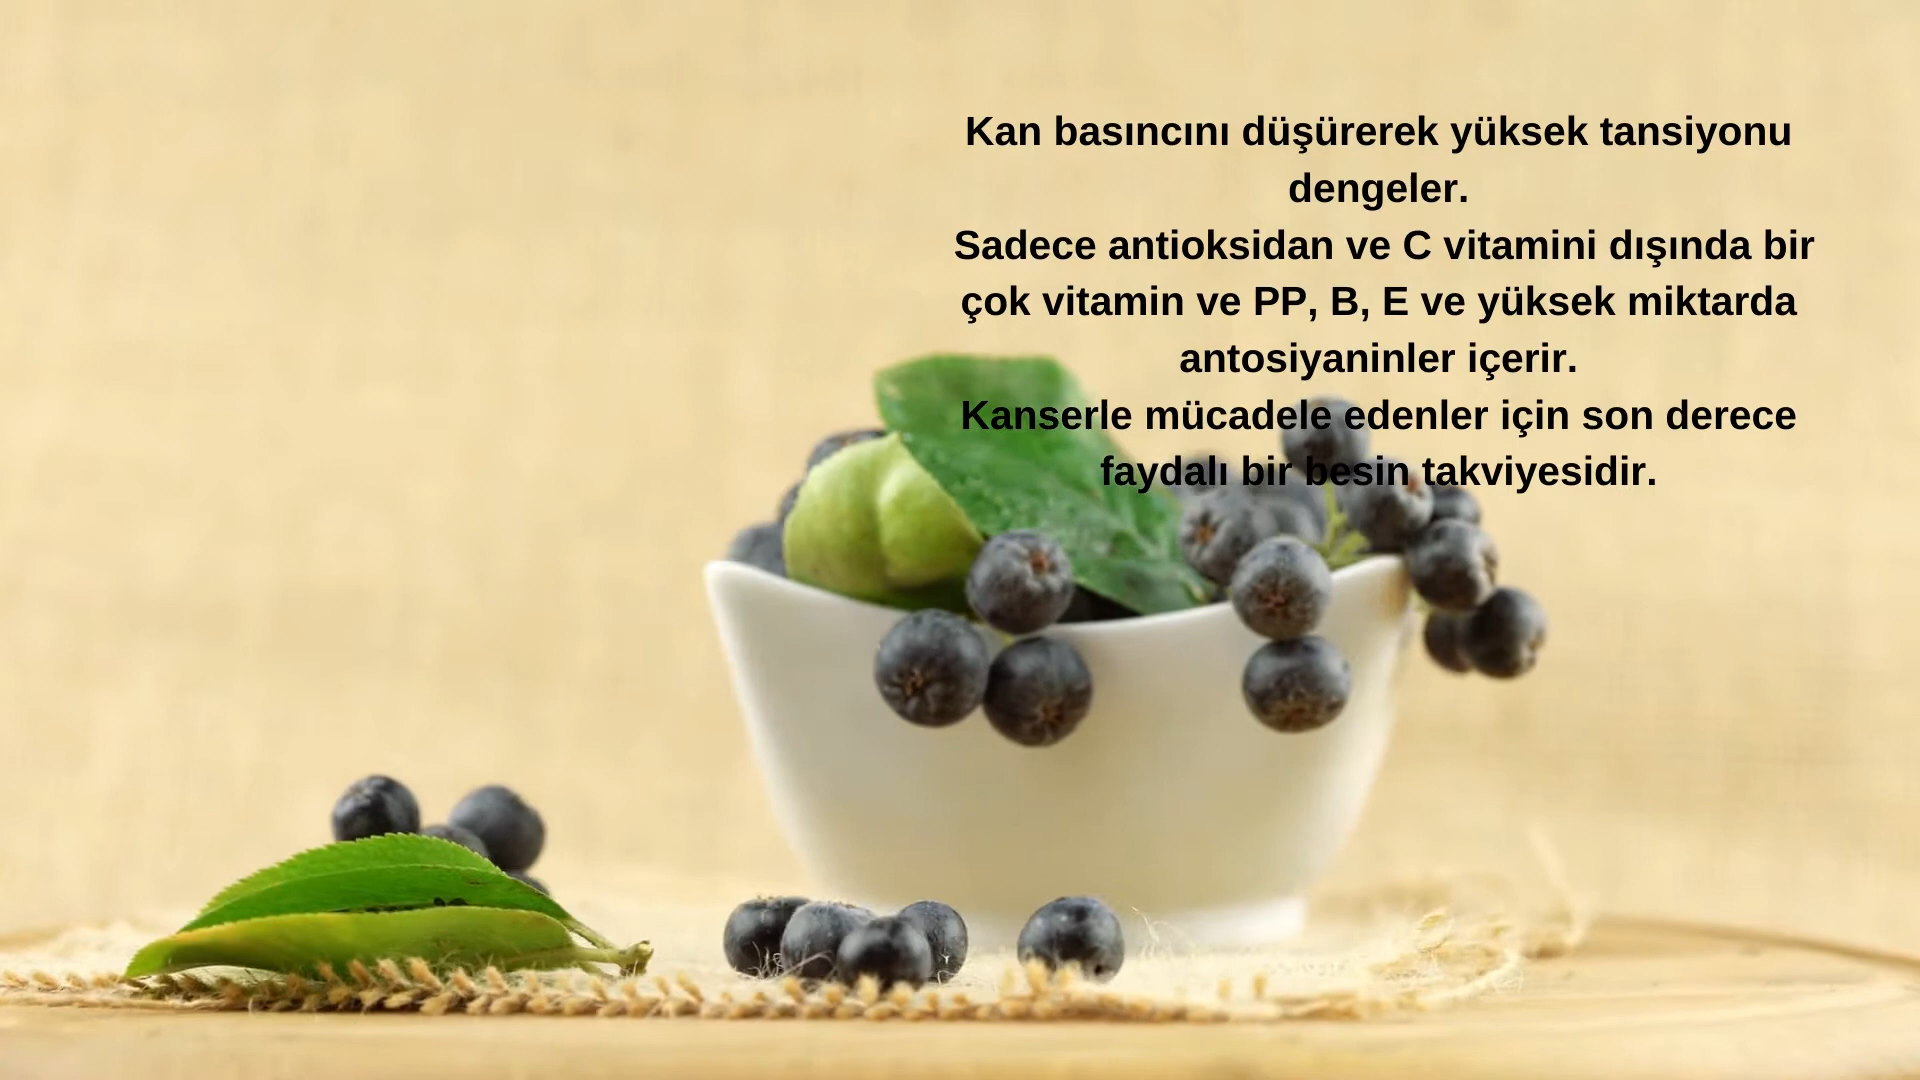 Kan basıncını düşürerek yüksek tansiyonu
dengeler.
Sadece antioksidan ve C vitamini dışında bir
çok vitamin ve PP, B, E ve yüksek miktarda
antosiyaninler içerir.
Kanserle mücadele edenler için son derece
faydalı bir besin takviyesidir.